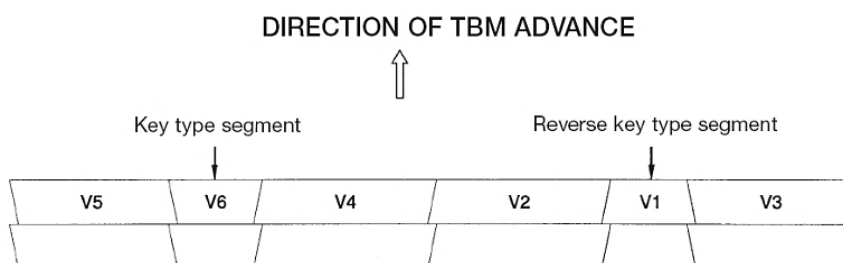 DIRECTION OF TBM ADVANCE
Key type segment
Reverse key type segment
V5
V6
V4
V2
V1
V3